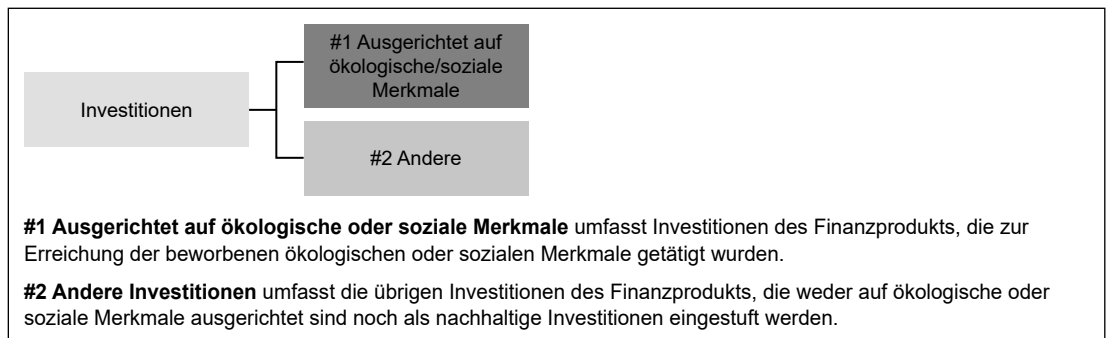 #1 Ausgerichtet auf
ökologische/soziale
Merkmale
Investitionen
#2 Andere
#1 Ausgerichtet auf ökologische oder soziale Merkmale umfasst Investitionen des Finanzprodukts, die zur
Erreichung der beworbenen ökologischen oder sozialen Merkmale getätigt wurden.
#2 Andere Investitionen umfasst die übrigen Investitionen des Finanzprodukts, die weder auf ökologische oder
soziale Merkmale ausgerichtet sind noch als nachhaltige Investitionen eingestuft werden.